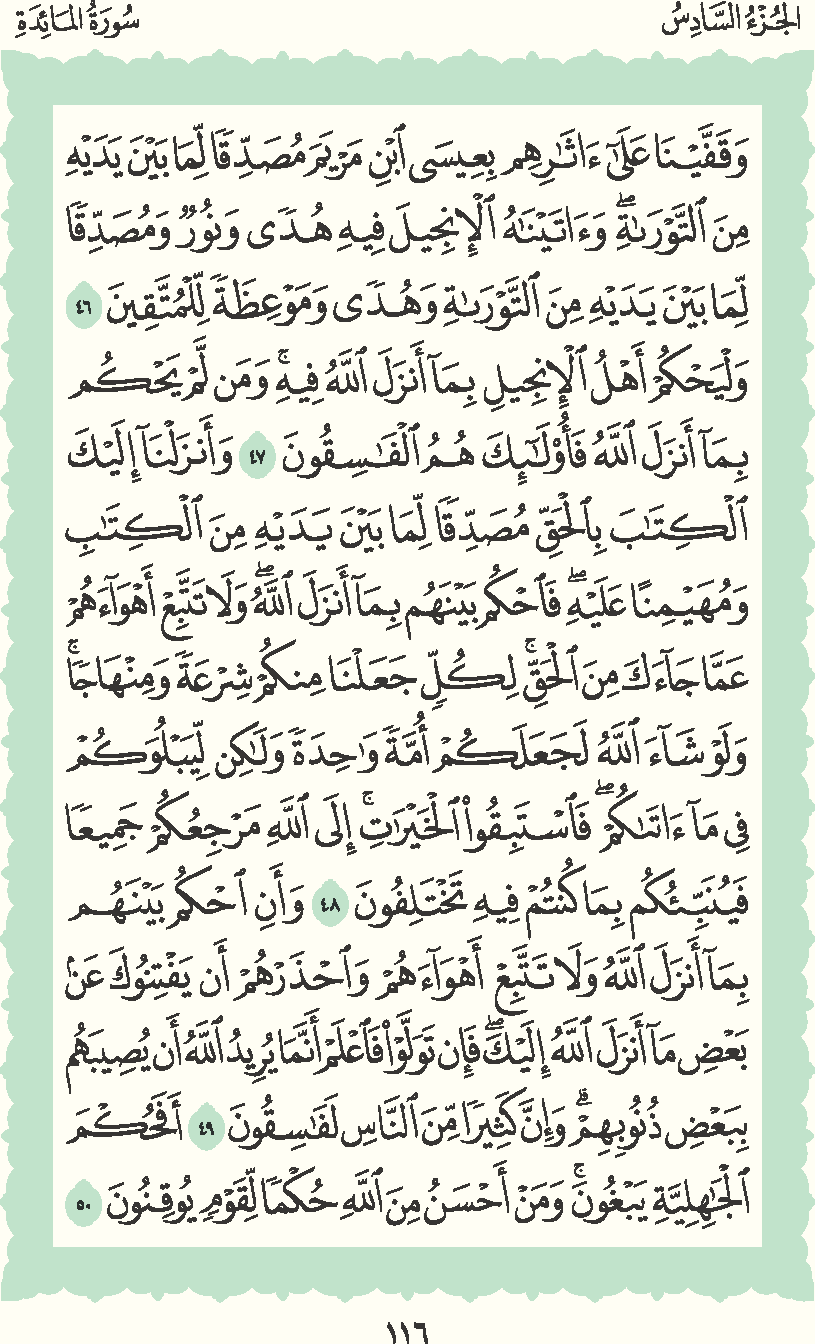 الجُزْءُ السَّادِسُ
سُورَةُ المَائِدَةِ
وَقَفَّيْنَا عَلَىٰٓ ءَاثَٰرِهِم بِعِيسَى ٱبْنِ مَرْيَمَ مُصَدِّقًا لِّمَا بَيْنَ يَدَيْهِ
مِنَ ٱلتَّوْرَىٰةِۖ وَءَاتَيْنَٰهُ ٱلْإِنجِيلَ فِيهِ هُدًى وَنُورٌ وَمُصَدِّقًا
لِّمَا بَيْنَ يَدَيْهِ مِنَ ٱلتَّوْرَىٰةِ وَهُدًى وَمَوْعِظَةً لِّلْمُتَّقِينَ ٤٦
وَلْيَحْكُمْ أَهْلُ ٱلْإِنجِيلِ بِمَآ أَنزَلَ ٱللَّهُ فِيهِۚ وَمَن لَّمْ يَحْكُم
بِمَآ أَنزَلَ ٱللَّهُ فَأُو۟لَٰٓئِكَ هُمُ ٱلْفَٰسِقُونَ ٤٧ وَأَنزَلْنَآ إِلَيْكَ
ٱلْكِتَٰبَ بِٱلْحَقِّ مُصَدِّقًا لِّمَا بَيْنَ يَدَيْهِ مِنَ ٱلْكِتَٰبِ
وَمُهَيْمِنًا عَلَيْهِۖ فَٱحْكُم بَيْنَهُم بِمَآ أَنزَلَ ٱللَّهُۖ وَلَا تَتَّبِعْ أَهْوَآءَهُمْ
عَمَّا جَآءَكَ مِنَ ٱلْحَقِّۚ لِكُلٍّ جَعَلْنَا مِنكُمْ شِرْعَةً وَمِنْهَاجًاۚ
وَلَوْ شَآءَ ٱللَّهُ لَجَعَلَكُمْ أُمَّةً وَٰحِدَةً وَلَٰكِن لِّيَبْلُوَكُمْ
فِى مَآ ءَاتَىٰكُمْۖ فَٱسْتَبِقُوا۟ ٱلْخَيْرَٰتِۚ إِلَى ٱللَّهِ مَرْجِعُكُمْ جَمِيعًا
فَيُنَبِّئُكُم بِمَا كُنتُمْ فِيهِ تَخْتَلِفُونَ ٤٨ وَأَنِ ٱحْكُم بَيْنَهُم
بِمَآ أَنزَلَ ٱللَّهُ وَلَا تَتَّبِعْ أَهْوَآءَهُمْ وَٱحْذَرْهُمْ أَن يَفْتِنُوكَ عَنۢ
بَعْضِ مَآ أَنزَلَ ٱللَّهُ إِلَيْكَۖ فَإِن تَوَلَّوْا۟ فَٱعْلَمْ أَنَّمَا يُرِيدُ ٱللَّهُ أَن يُصِيبَهُم
بِبَعْضِ ذُنُوبِهِمْۗ وَإِنَّ كَثِيرًا مِّنَ ٱلنَّاسِ لَفَٰسِقُونَ ٤٩ أَفَحُكْمَ
ٱلْجَٰهِلِيَّةِ يَبْغُونَۚ وَمَنْ أَحْسَنُ مِنَ ٱللَّهِ حُكْمًا لِّقَوْمٍ يُوقِنُونَ ٥٠
١١٦